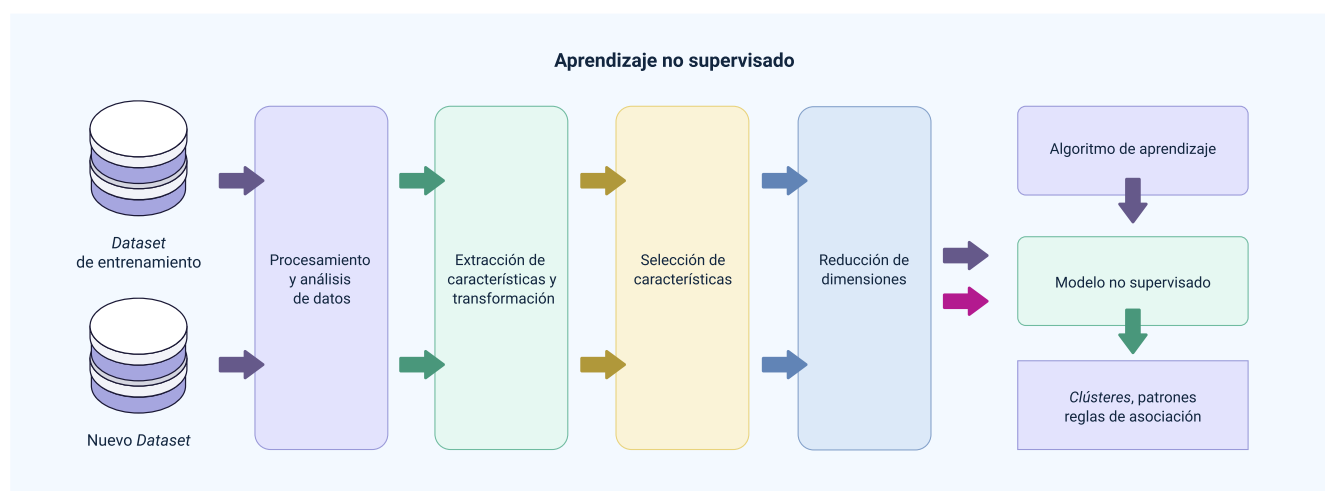 Aprendizaje no supervisado
Dataset
de entrenamiento
Nuevo Dataset
Procesamiento
y análisis
de datos
Extracción de
características y
transformación
Selección de
características
Reducción de
dimensiones
Algoritmo de aprendizaje
Modelo no supervisado
Clústeres, patrones
reglas de asociación